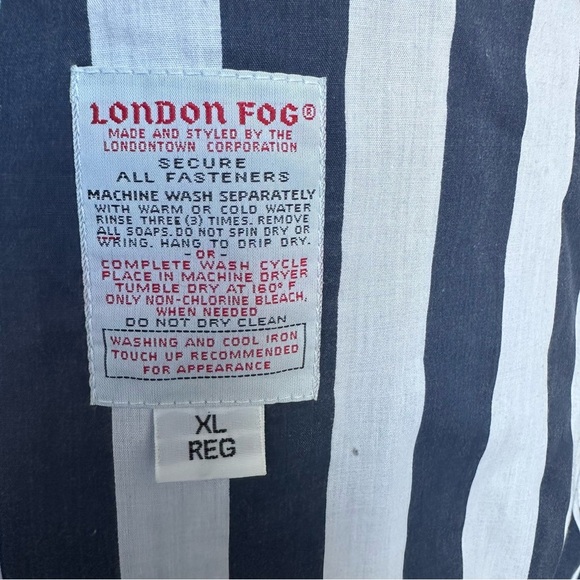 LONDON FOG®
MADE AND STYLED BY THE
LONDONTOWN CORPORATION
SECURE
ALL FASTENERS
MACHINE WASH SEPARATELY
WITH WARM OR COLD WATER
RINSE THREE (3) TIMES. REMOVE
ALL SOAPS. DO NOT SPIN DRY OR
WRING. HANG TO DRIP DRY.
-OR-
COMPLETE WASH CYCLE
PLACE IN MACHINE DRYER
TUMBLE DRY AT 160° F
ONLY NON-CHLORINE BLEACH,
WHEN NEEDED
DO NOT DRY CLEAN
WASHING AND COOL IRON
TOUCH UP RECOMMENDED
FOR APPEARANCE
XL
REG